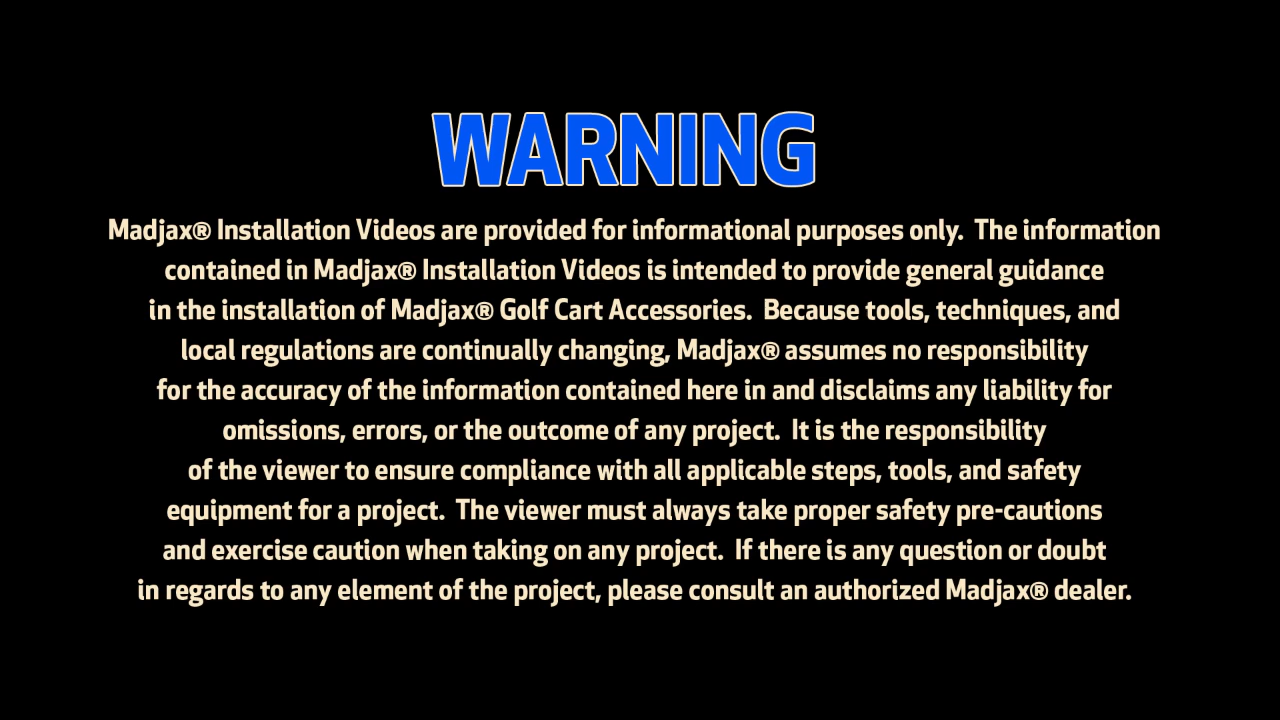 WARNING
Madjax® Installation Videos are provided for informational purposes only.  The information
contained in Madjax® Installation Videos is intended to provide general guidance
in the installation of Madjax® Golf Cart Accessories.  Because tools, techniques, and
local regulations are continually changing, Madjax® assumes no responsibility
for the accuracy of the information contained here in and disclaims any liability for
omissions, errors, or the outcome of any project.  It is the responsibility
of the viewer to ensure compliance with all applicable steps, tools, and safety
equipment for a project.  The viewer must always take proper safety pre-cautions
and exercise caution when taking on any project.  If there is any question or doubt
in regards to any element of the project, please consult an authorized Madjax® dealer.